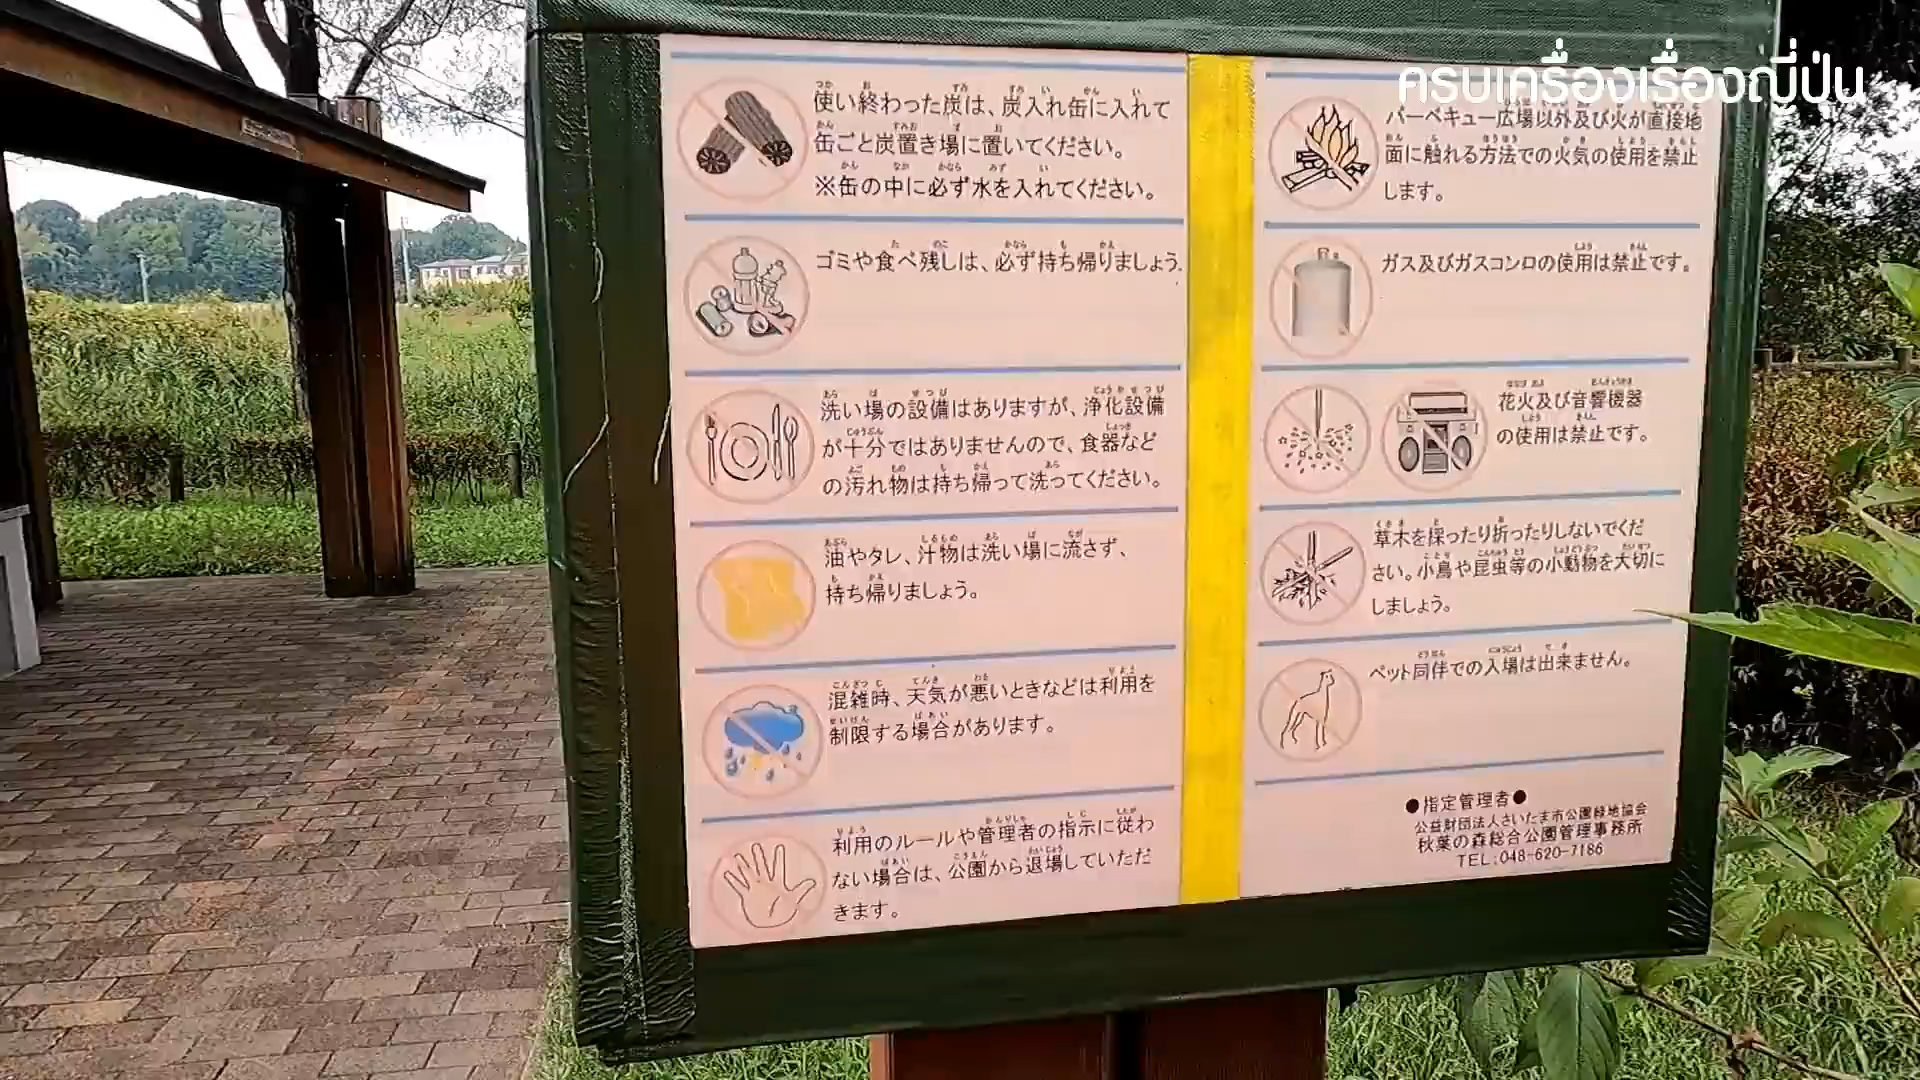 ครบเครื่องเรื่องญี่ปุ่น
使い終わった炭は、炭入れ缶に入れて
缶ごと炭置き場に置いてください。
※缶の中に必ず水を入れてください。
ゴミや食べ残しは、必ず持ち帰りましょう。
洗い場の設備はありますが、浄化設備
が十分ではありませんので、食器など
の汚れ物は持ち帰って洗ってください。
油やタレ、汁物は洗い場に流さず、
持ち帰りましょう。
混雑時、天気が悪いときなどは利用を
制限する場合があります。
利用のルールや管理者の指示に従わ
ない場合は、公園から退場していただ
きます。
バーベキュー広場以外及び火が直接地
面に触れる方法での火気の使用を禁止
します。
ガス及びガスコンロの使用は禁止です。
花火及び音響機器
の使用は禁止です。
草木を採ったり折ったりしないでくだ
さい。小鳥や昆虫等の小動物を大切に
しましょう。
ペット同伴での入場は出来ません。
●指定管理者●
公益財団法人さいたま市公園緑地協会
秋葉の森総合公園管理事務所
TEL:048-620-7186